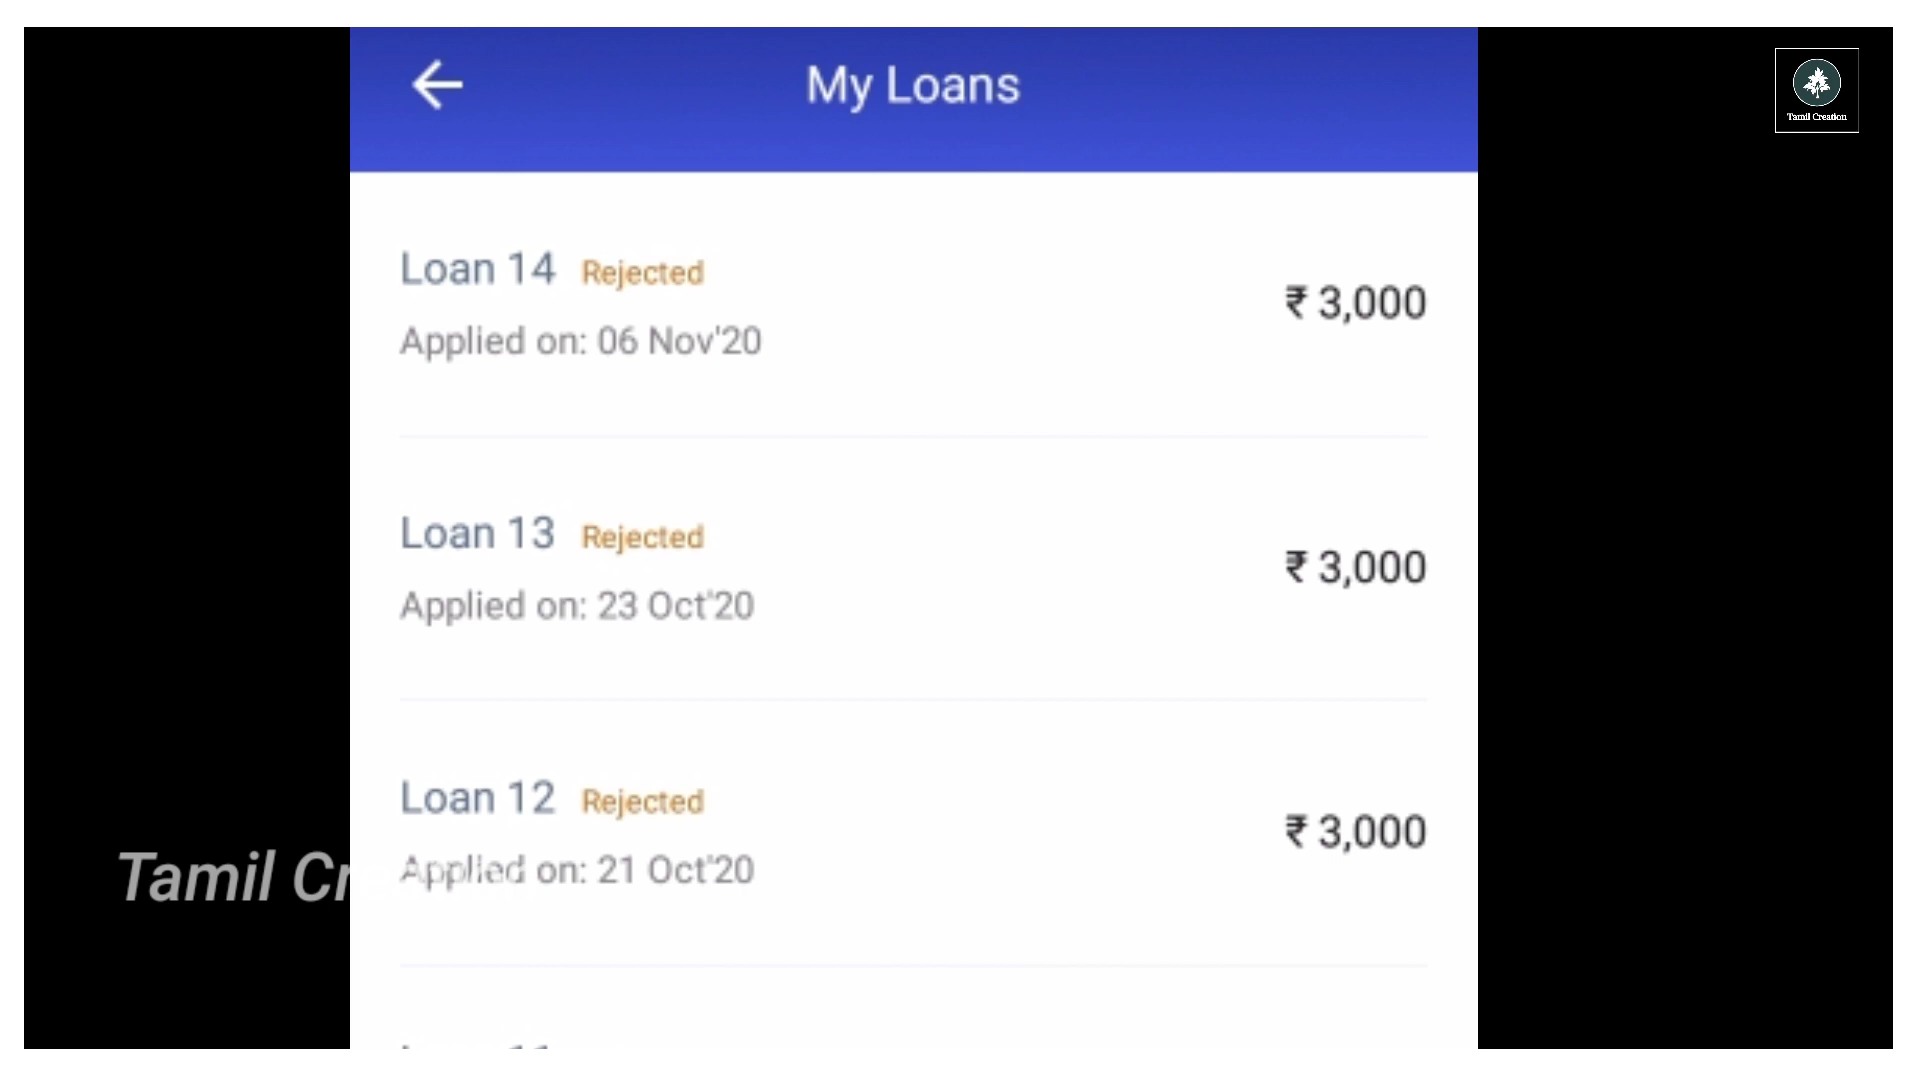 My Loans
Tamil Creation
Loan 14 Rejected
₹ 3,000
Applied on: 06 Nov'20
Loan 13 Rejected
₹ 3,000
Applied on: 23 Oct'20
Loan 12 Rejected
₹ 3,000
Applied on: 21 Oct'20
Tamil Cr